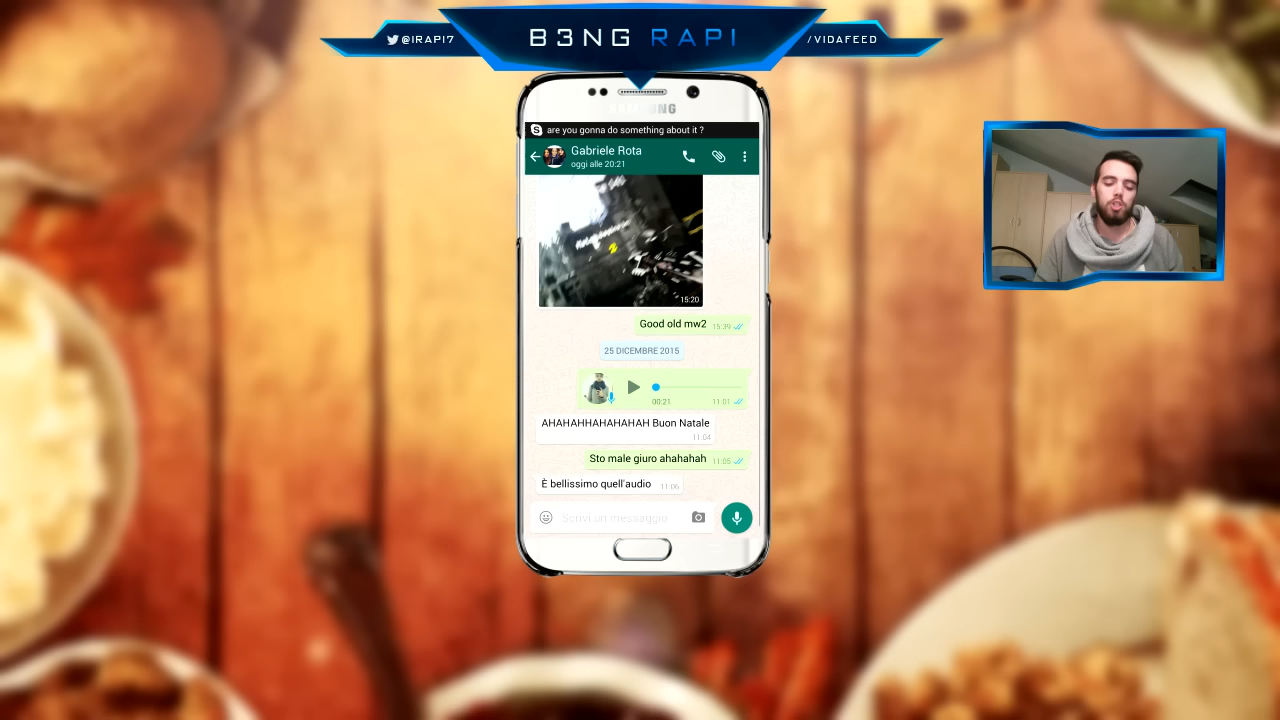 @IRAPI7
B3NG RAPI
/VIDAFEED
SAMSUNG
are you gonna do something about it ?
Gabriele Rota
oggi alle 20:21
15:20
Good old mw2 15:39
25 DICEMBRE 2015
00:21 11:01
AHAHAHHAHAHAHAH Buon Natale
11:04
Sto male giuro ahahahah 11:05
È bellissimo quell'audio 11:06
Scrivi un messaggio